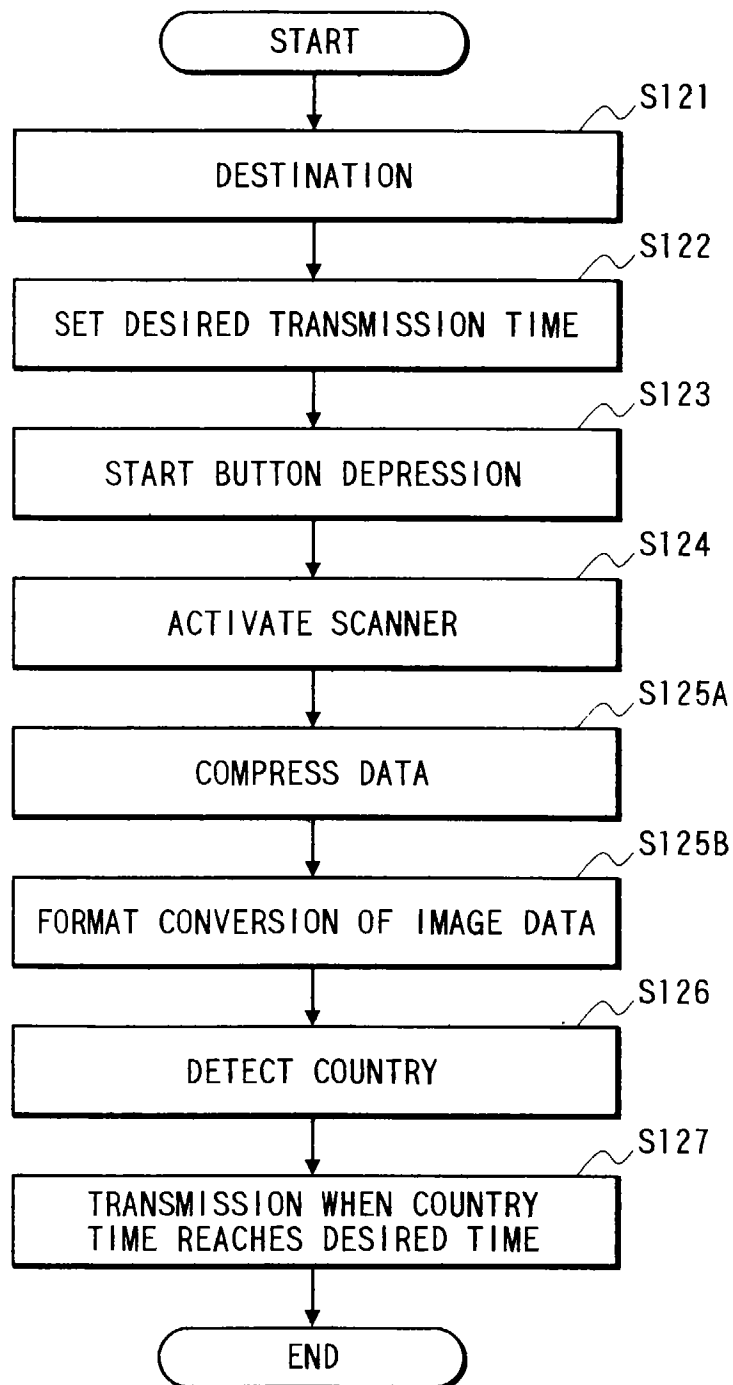 START
S121
DESTINATION
S122
SET DESIRED TRANSMISSION TIME
S123
START BUTTON DEPRESSION
S124
ACTIVATE SCANNER
S125A
COMPRESS DATA
S125B
FORMAT CONVERSION OF IMAGE DATA
S126
DETECT COUNTRY
S127
TRANSMISSION WHEN COUNTRY
TIME REACHES DESIRED TIME
END